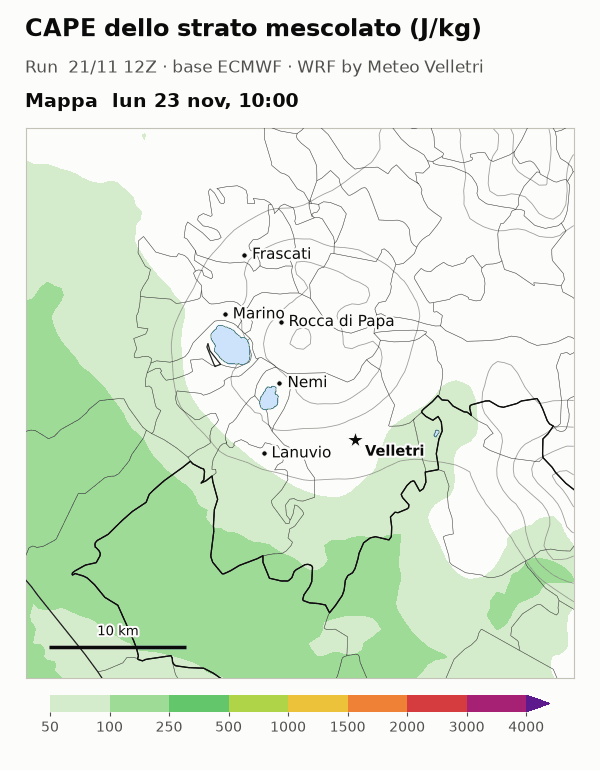 CAPE dello strato mescolato (J/kg)
Run  21/11 12Z · base ECMWF · WRF by Meteo Velletri
Mappa  lun 23 nov, 10:00
Frascati
Marino
Rocca di Papa
Nemi
Velletri
Lanuvio
10 km
50 100 250 500 1000 1500 2000 3000 4000